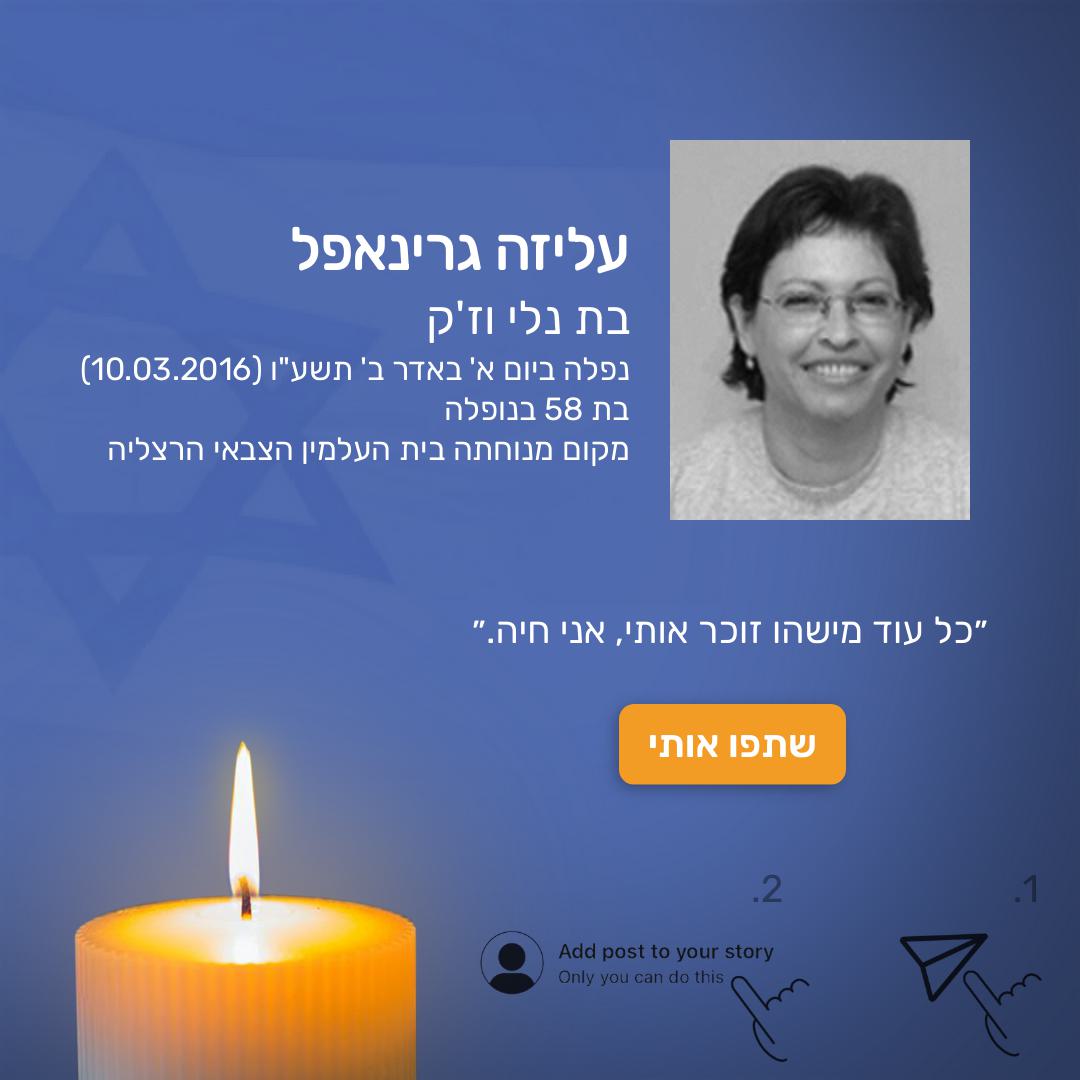 עליזה גרינאפל
בת נלי וז'ק
נפלה ביום א' באדר ב' תשע"ו (10.03.2016)
בת 58 בנופלה
מקום מנוחתה בית העלמין הצבאי הרצליה
״כל עוד מישהו זוכר אותי, אני חיה.״
שתפו אותי
1.
2.
Add post to your story
Only you can do this